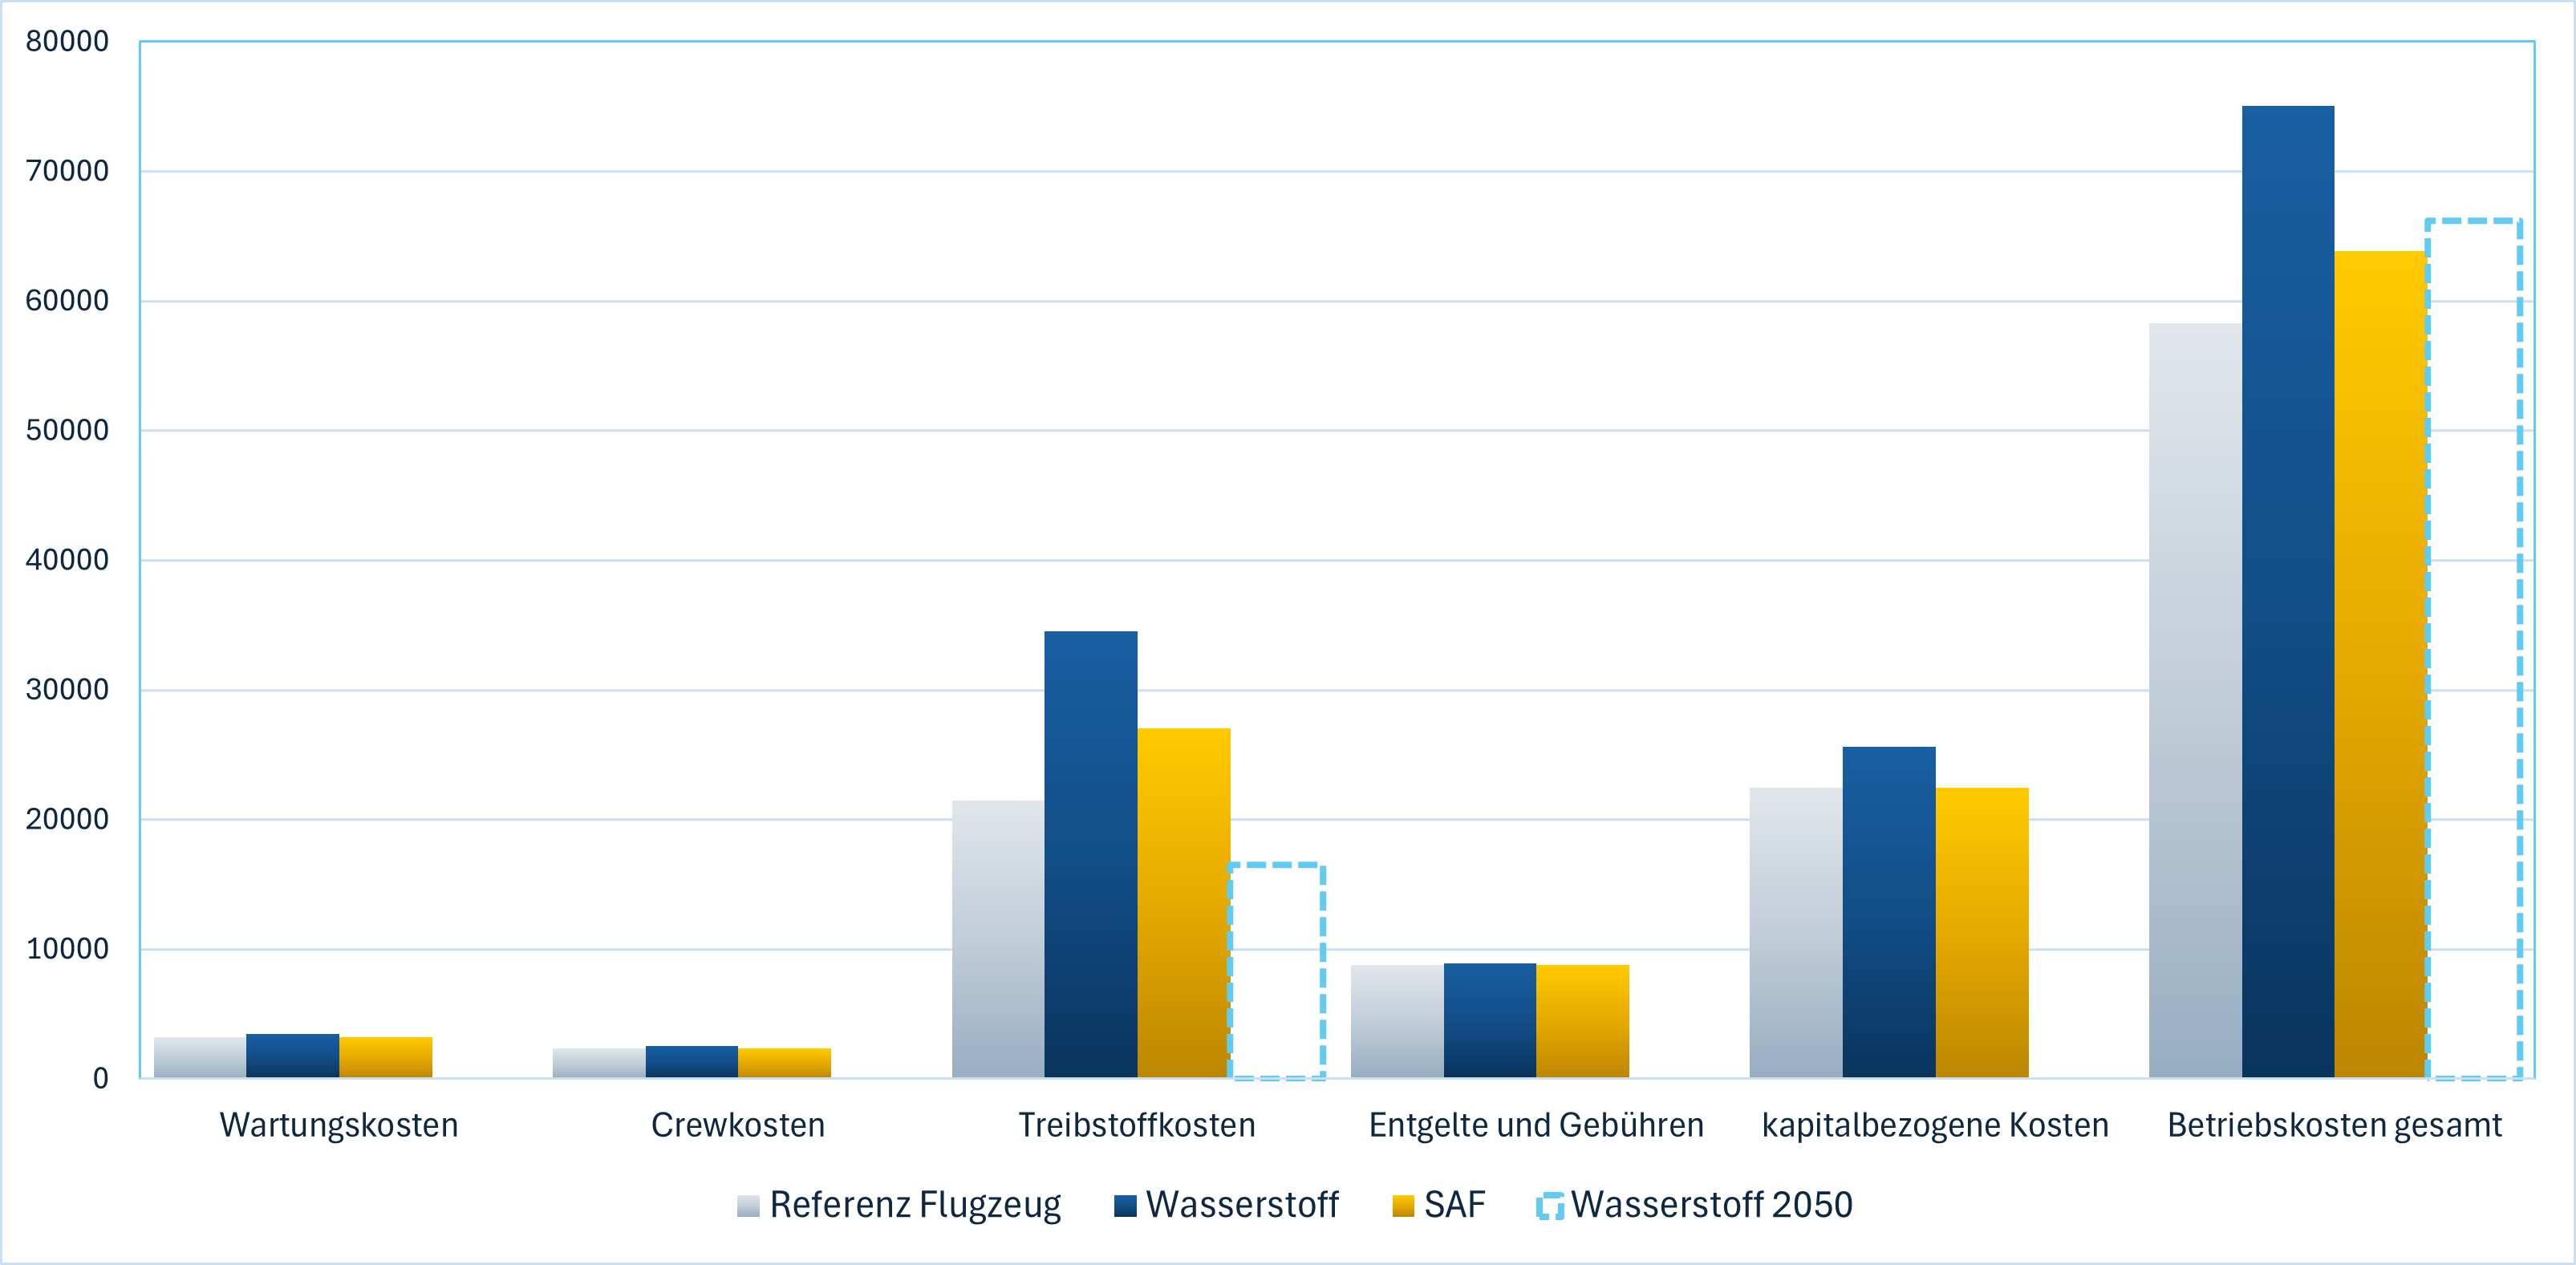 80000
70000
60000
50000
40000
30000
20000
10000
0
Wartungskosten
Crewkosten
Treibstoffkosten
Entgelte und Gebühren
kapitalbezogene Kosten
Betriebskosten gesamt
Referenz Flugzeug
Wasserstoff
SAF
Wasserstoff 2050